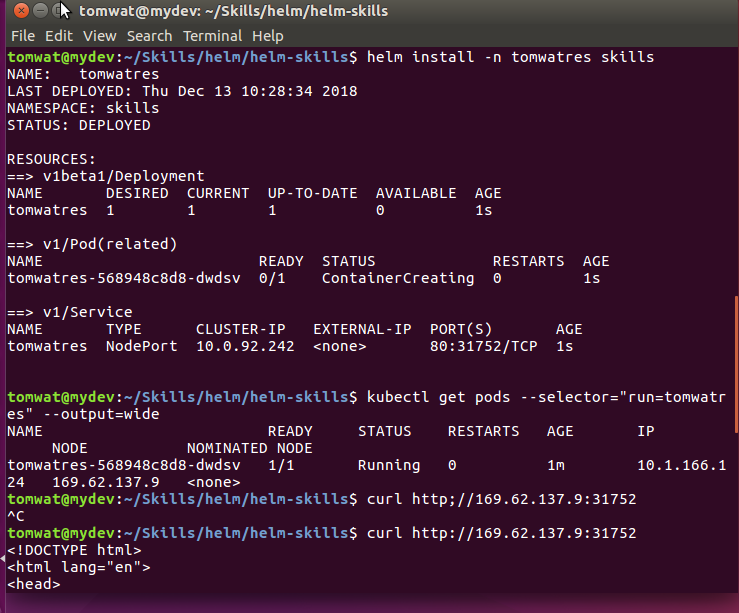 tomwat@mydev: ~/Skills/helm/helm-skills
File Edit View Search Terminal Help
tomwat@mydev:~/Skills/helm/helm-skills$ helm install -n tomwatres skills
NAME:   tomwatres
LAST DEPLOYED: Thu Dec 13 10:28:34 2018
NAMESPACE: skills
STATUS: DEPLOYED
RESOURCES:
==> v1beta1/Deployment
NAME       DESIRED  CURRENT  UP-TO-DATE  AVAILABLE  AGE
tomwatres  1        1        1           0          1s
==> v1/Pod(related)
NAME                        READY  STATUS             RESTARTS  AGE
tomwatres-568948c8d8-dwdsv  0/1    ContainerCreating  0         1s
==> v1/Service
NAME       TYPE      CLUSTER-IP   EXTERNAL-IP  PORT(S)       AGE
tomwatres  NodePort  10.0.92.242  <none>       80:31752/TCP  1s
tomwat@mydev:~/Skills/helm/helm-skills$ kubectl get pods --selector="run=tomwatr
es" --output=wide
NAME                         READY     STATUS    RESTARTS   AGE       IP
     NODE           NOMINATED NODE
tomwatres-568948c8d8-dwdsv   1/1       Running   0          1m        10.1.166.1
24   169.62.137.9   <none>
tomwat@mydev:~/Skills/helm/helm-skills$ curl http;//169.62.137.9:31752
^C
tomwat@mydev:~/Skills/helm/helm-skills$ curl http://169.62.137.9:31752
<!DOCTYPE html>
<html lang="en">
<head>